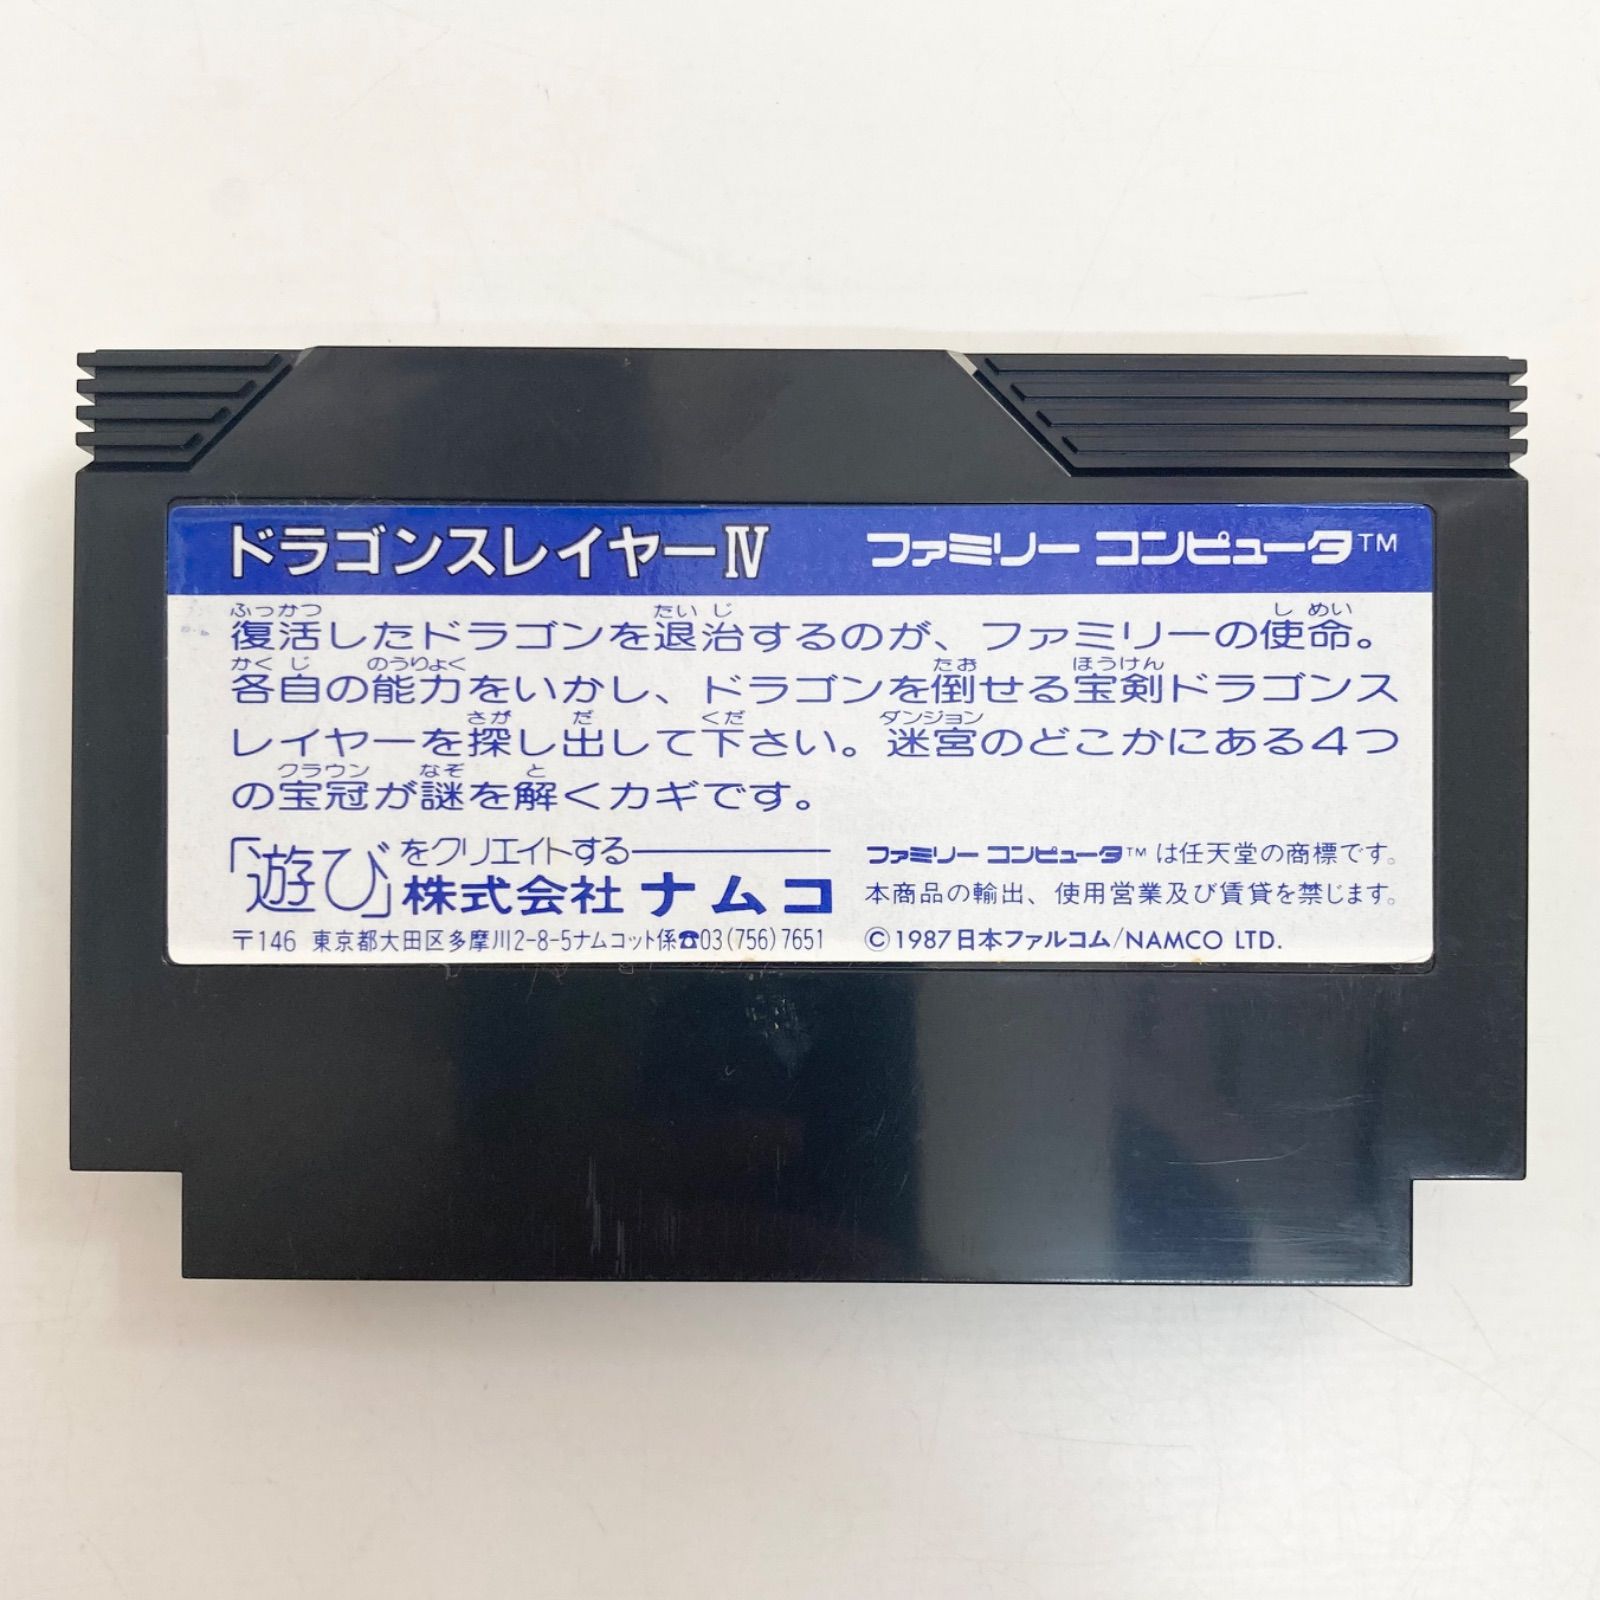 ドラゴンスレイヤーⅣ ファミリー コンピュータ™
ふっかつ たいじ しめい
復活したドラゴンを退治するのが、ファミリーの使命。
かくじ のうりょく たお ほうけん
各自の能力をいかし、ドラゴンを倒せる宝剣ドラゴンス
さが だ くだ ダンジョン
レイヤーを探し出して下さい。迷宮のどこかにある4つ
クラウン なぞ と
の宝冠が謎を解くカギです。
「遊び」をクリエイトする——
株式会社 ナムコ
〒146 東京都大田区多摩川2-8-5ナムコット係☎03(756)7651
ファミリー コンピュータ™は任天堂の商標です。
本商品の輸出、使用営業及び賃貸を禁じます。
©1987日本ファルコム/NAMCO LTD.